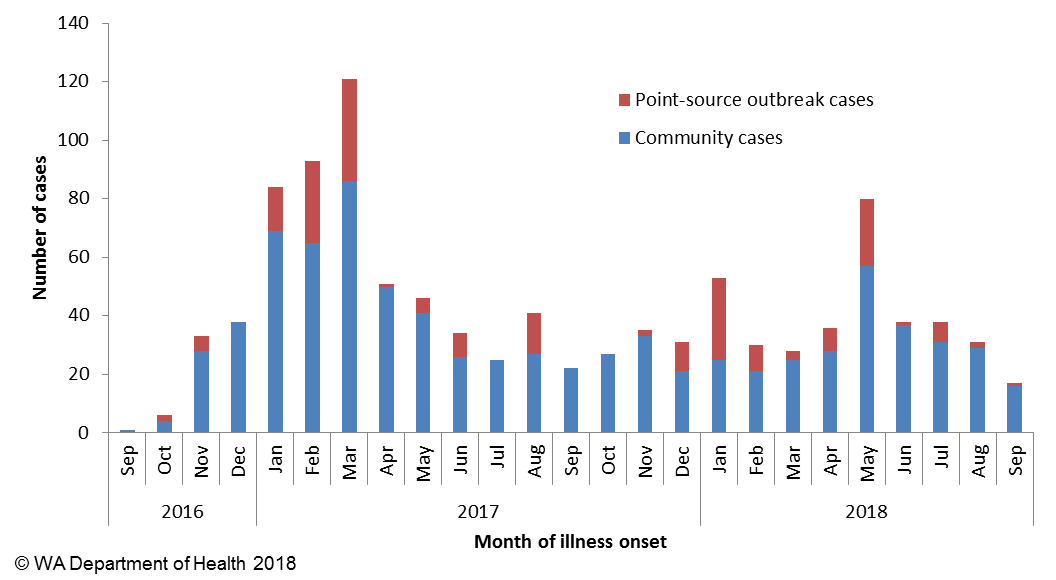 140
120
100
80
60
40
20
0
Number of cases
Point-source outbreak cases
Community cases
Sep Oct Nov Dec Jan Feb Mar Apr May Jun Jul Aug Sep Oct Nov Dec Jan Feb Mar Apr May Jun Jul Aug Sep
2016 2017 2018
Month of illness onset
© WA Department of Health 2018